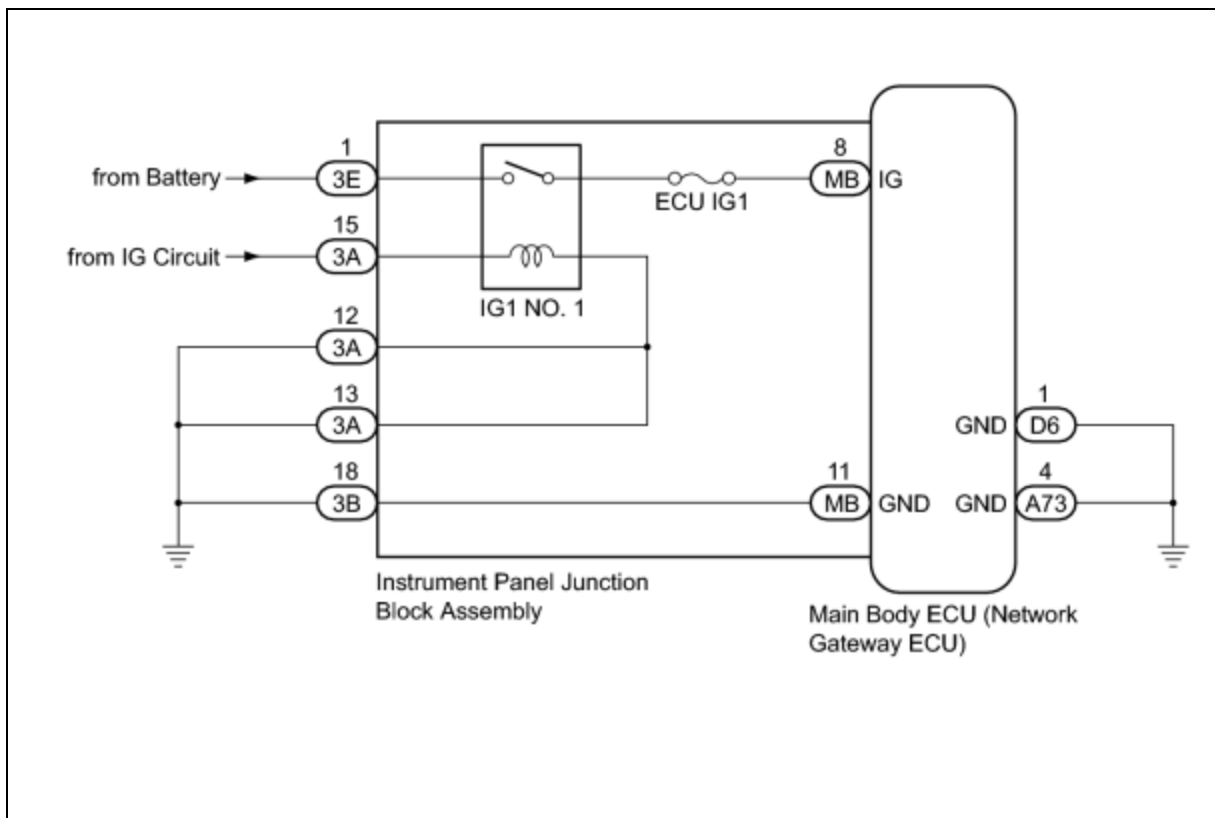 1
8
from Battery
3E
MB
IG
ECU IG1
15
from IG Circuit
3A
IG1 NO. 1
12
3A
13
1
3A
GND
D6
18
11
4
3B
MB
GND
GND
A73
Instrument Panel Junction
Block Assembly
Main Body ECU (Network
Gateway ECU)